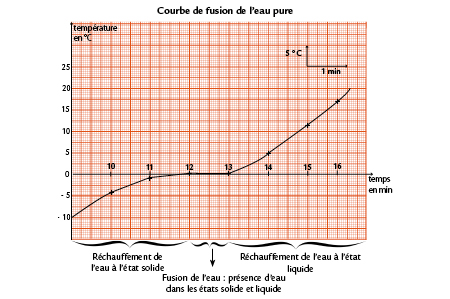 Courbe de fusion de l'eau pure
température
en °C
5 °C
1 min
25
20
15
10
5
0
- 5
- 10
10 11 12 13 14 15 16
temps
en min
Réchauffement de
l'eau à l'état solide
Réchauffement de l'eau à l'état
liquide
Fusion de l'eau : présence d'eau
dans les états solide et liquide